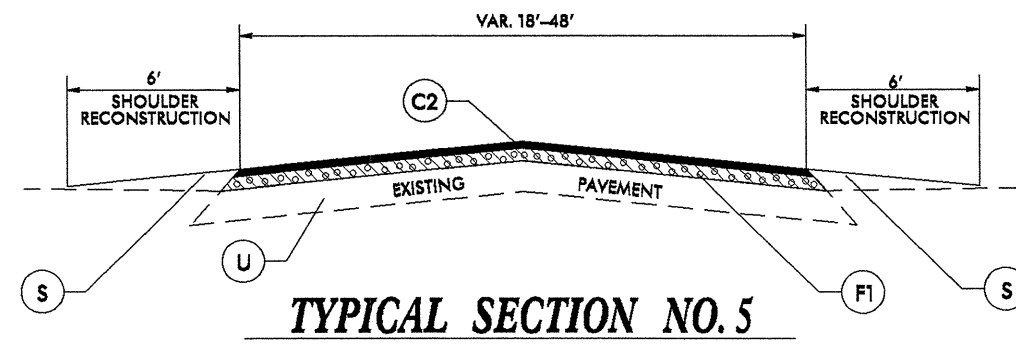 VAR. 18'–48'
6'
SHOULDER
RECONSTRUCTION
6'
SHOULDER
RECONSTRUCTION
C2
EXISTING PAVEMENT
S
U
F1
S
TYPICAL SECTION NO. 5